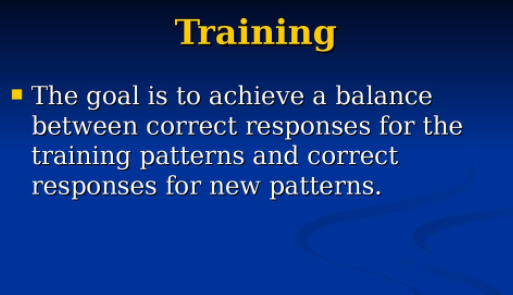 Training
The goal is to achieve a balance
between correct responses for the
training patterns and correct
responses for new patterns.